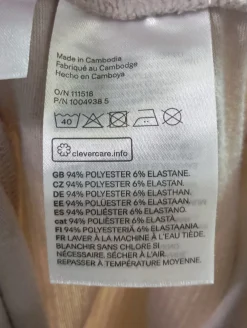 Made in Cambodia
Fabriqué au Cambodge
Hecho en Camboya
O/N 111518
P/N 1004938 5
40
clevercare.info
GB 94% POLYESTER 6% ELASTANE.
CZ 94% POLYESTER 6% ELASTAN.
DE 94% POLYESTER 6% ELASTHAN.
EE 94% POLÜESTER 6% ELASTAAN.
ES 94% POLIÉSTER 6% ELASTANO.
cat 94% POLIÈSTER 6% ELASTÀ.
FI 94% POLYESTERIÄ 6% ELASTAANIA.
FR LAVER À LA MACHINE À L'EAU TIÈDE.
BLANCHIR SANS CHLORE SI
NÉCESSAIRE. SÉCHER À L'AIR.
REPASSER À TEMPÉRATURE MOYENNE.